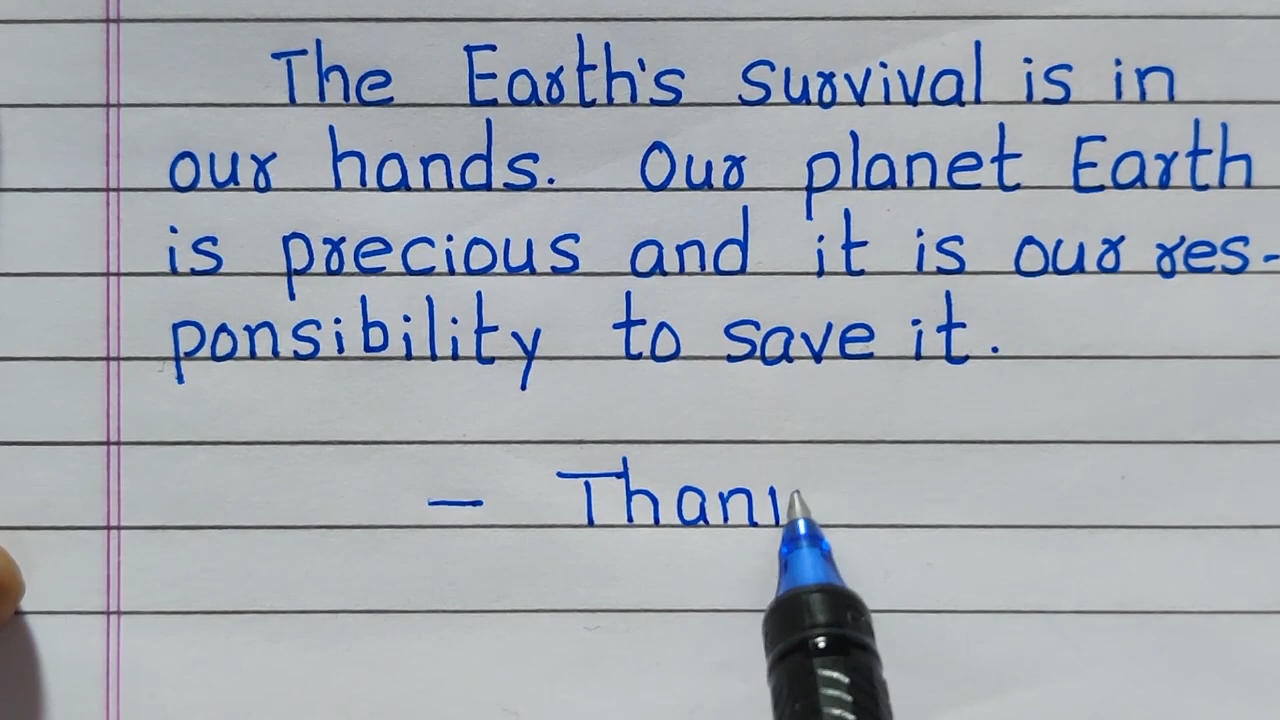 The Earth's survival is in
our hands. Our planet Earth
is precious and it is our res-
ponsibility to save it.
- Than